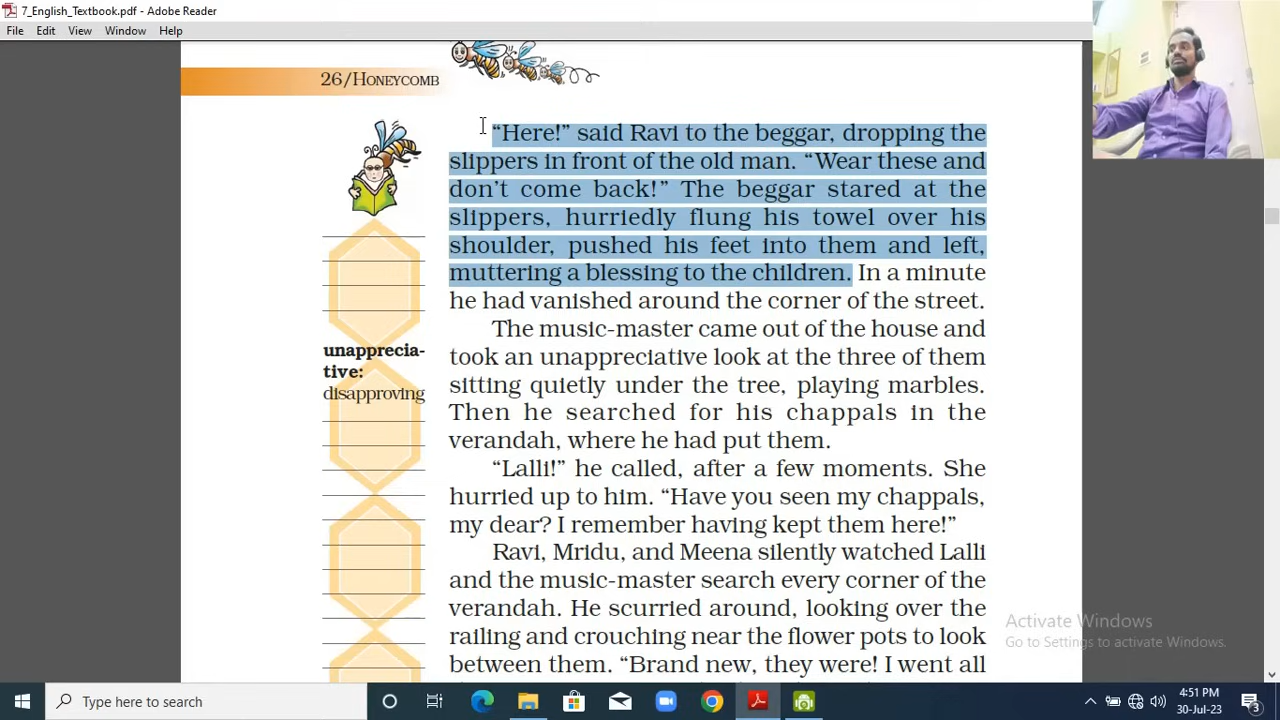 7_English_Textbook.pdf - Adobe Reader
File Edit View Window Help
26/HONEYCOMB
“Here!” said Ravi to the beggar, dropping the
slippers in front of the old man. “Wear these and
don’t come back!” The beggar stared at the
slippers, hurriedly flung his towel over his
shoulder, pushed his feet into them and left,
muttering a blessing to the children. In a minute
he had vanished around the corner of the street.
The music-master came out of the house and
took an unappreciative look at the three of them
sitting quietly under the tree, playing marbles.
Then he searched for his chappals in the
verandah, where he had put them.
“Lalli!” he called, after a few moments. She
hurried up to him. “Have you seen my chappals,
my dear? I remember having kept them here!”
Ravi, Mridu, and Meena silently watched Lalli
and the music-master search every corner of the
verandah. He scurried around, looking over the
railing and crouching near the flower pots to look
between them. “Brand new, they were! I went all
unapprecia-
tive:
disapproving
Activate Windows
Go to Settings to activate Windows.
Type here to search
4:51 PM
30-Jul-23
3